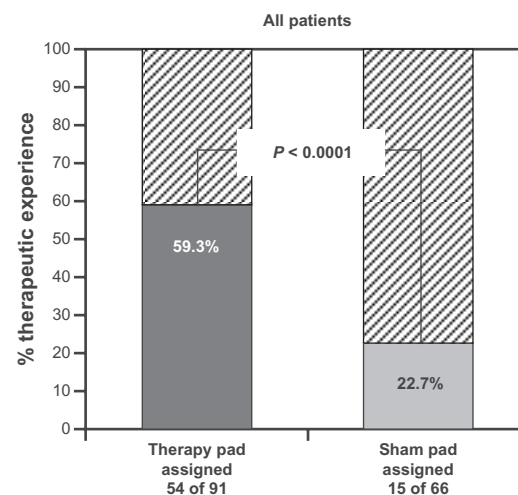 All patients
% therapeutic experience
100
90
80
70
60
50
40
30
20
10
0
P < 0.0001
59.3%
22.7%
Therapy pad
assigned
54 of 91
Sham pad
assigned
15 of 66